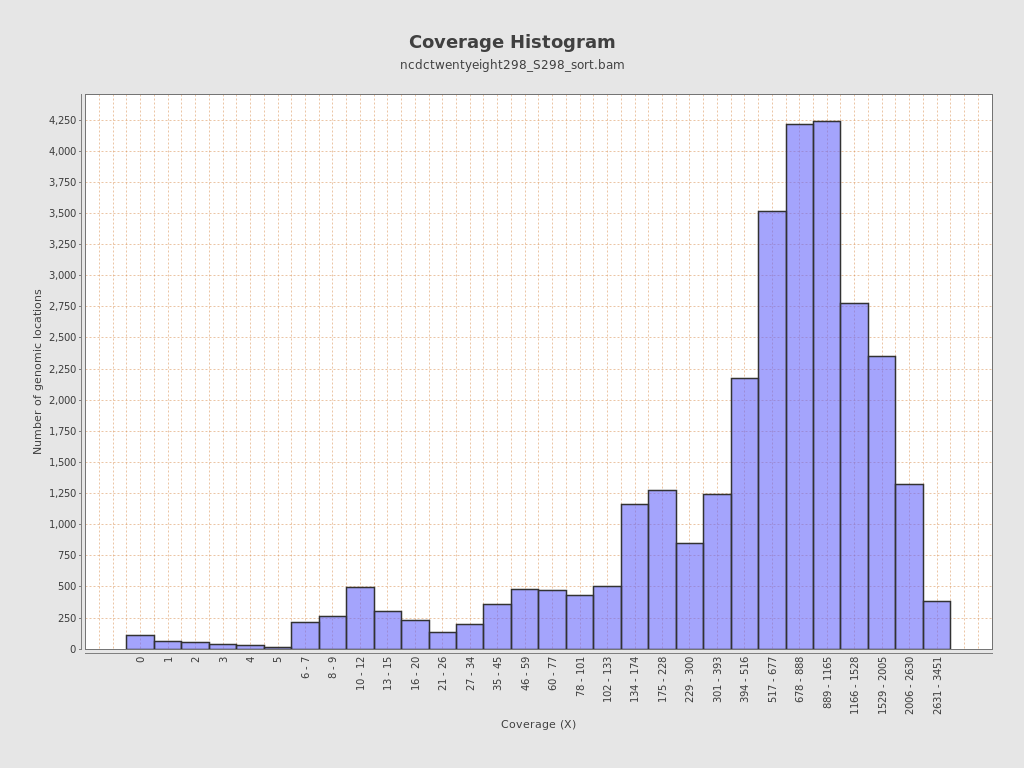 Coverage Histogram
ncdctwentyeight298_S298_sort.bam
Number of genomic locations
4,250
4,000
3,750
3,500
3,250
3,000
2,750
2,500
2,250
2,000
1,750
1,500
1,250
1,000
750
500
250
0
0
1
2
3
4
5
6 - 7
8 - 9
10 - 12
13 - 15
16 - 20
21 - 26
27 - 34
35 - 45
46 - 59
60 - 77
78 - 101
102 - 133
134 - 174
175 - 228
229 - 300
301 - 393
394 - 516
517 - 677
678 - 888
889 - 1165
1166 - 1528
1529 - 2005
2006 - 2630
2631 - 3451
Coverage (X)